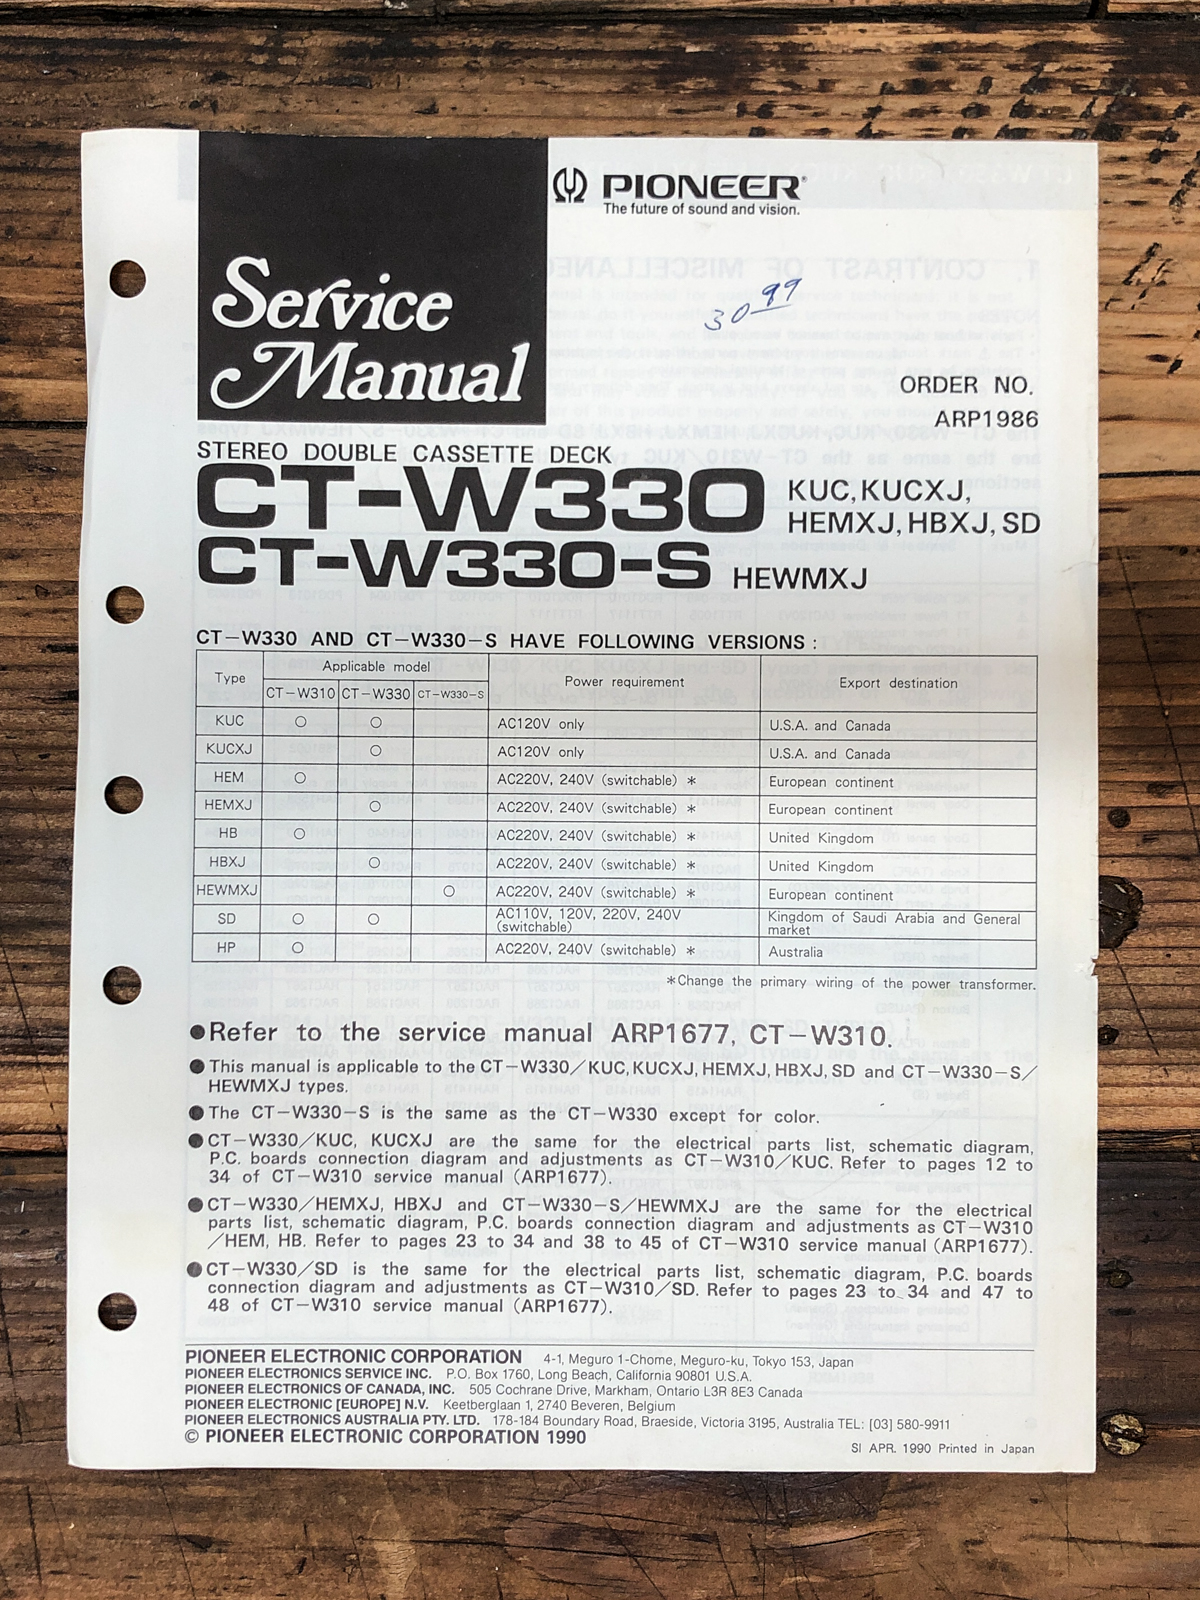 PIONEER®
The future of sound and vision.
Service
Manual
30 99
ORDER NO.
ARP1986
STEREO DOUBLE CASSETTE DECK
CT-W330 KUC, KUCXJ,
HEMXJ, HBXJ, SD
CT-W330-S HEWMXJ
CT-W330 AND CT-W330-S HAVE FOLLOWING VERSIONS :
Type Applicable model Power requirement Export destination
CT-W310 CT-W330 CT-W330-S
KUC ○ ○ AC120V only U.S.A. and Canada
KUCXJ ○ AC120V only U.S.A. and Canada
HEM ○ AC220V, 240V (switchable) * European continent
HEMXJ ○ AC220V, 240V (switchable) * European continent
HB ○ AC220V, 240V (switchable) * United Kingdom
HBXJ ○ AC220V, 240V (switchable) * United Kingdom
HEWMXJ ○ AC220V, 240V (switchable) * European continent
SD ○ ○ AC110V, 120V, 220V, 240V (switchable) Kingdom of Saudi Arabia and General market
HP ○ AC220V, 240V (switchable) * Australia
*Change the primary wiring of the power transformer.
●Refer to the service manual ARP1677, CT-W310.
●This manual is applicable to the CT-W330/KUC, KUCXJ, HEMXJ, HBXJ, SD and CT-W330-S/
HEWMXJ types.
●The CT-W330-S is the same as the CT-W330 except for color.
●CT-W330/KUC, KUCXJ are the same for the electrical parts list, schematic diagram,
P.C. boards connection diagram and adjustments as CT-W310/KUC. Refer to pages 12 to
34 of CT-W310 service manual (ARP1677).
●CT-W330/HEMXJ, HBXJ and CT-W330-S/HEWMXJ are the same for the electrical
parts list, schematic diagram, P.C. boards connection diagram and adjustments as CT-W310
/HEM, HB. Refer to pages 23 to 34 and 38 to 45 of CT-W310 service manual (ARP1677).
●CT-W330/SD is the same for the electrical parts list, schematic diagram, P.C. boards
connection diagram and adjustments as CT-W310/SD. Refer to pages 23 to 34 and 47 to
48 of CT-W310 service manual (ARP1677).
PIONEER ELECTRONIC CORPORATION 4-1, Meguro 1-Chome, Meguro-ku, Tokyo 153, Japan
PIONEER ELECTRONICS SERVICE INC. P.O. Box 1760, Long Beach, California 90801 U.S.A.
PIONEER ELECTRONICS OF CANADA, INC. 505 Cochrane Drive, Markham, Ontario L3R 8E3 Canada
PIONEER ELECTRONIC [EUROPE] N.V. Keetberglaan 1, 2740 Beveren, Belgium
PIONEER ELECTRONICS AUSTRALIA PTY. LTD. 178-184 Boundary Road, Braeside, Victoria 3195, Australia TEL: [03] 580-9911
© PIONEER ELECTRONIC CORPORATION 1990
SI APR. 1990 Printed in Japan